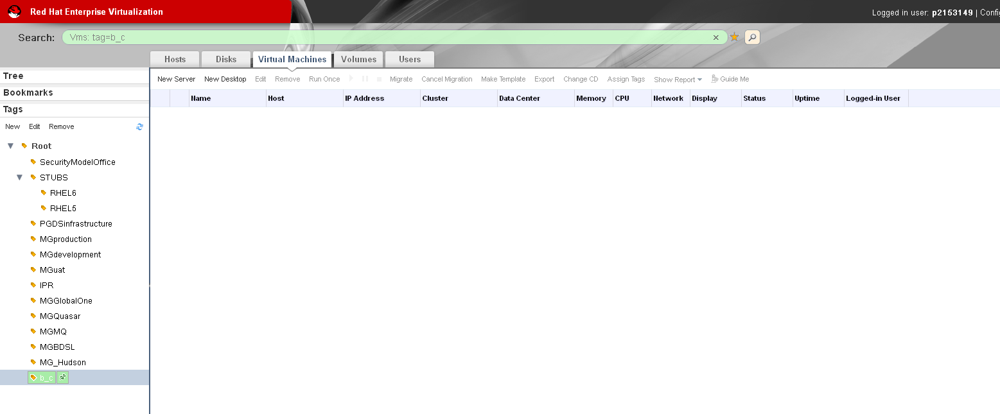 Red Hat Enterprise Virtualization
Logged in user: p2153149 | Config
Search: Vms: tag=b_c
Hosts Disks Virtual Machines Volumes Users
Tree
Bookmarks
Tags
New Edit Remove
Root
SecurityModelOffice
STUBS
RHEL6
RHEL5
PGDSinfrastructure
MGproduction
MGdevelopment
MGuat
IPR
MGGlobalOne
MGQuasar
MGMQ
MGBDSL
MG_Hudson
b_c
New Server New Desktop Edit Remove Run Once Migrate Cancel Migration Make Template Export Change CD Assign Tags Show Report Guide Me
Name Host IP Address Cluster Data Center Memory CPU Network Display Status Uptime Logged-in User